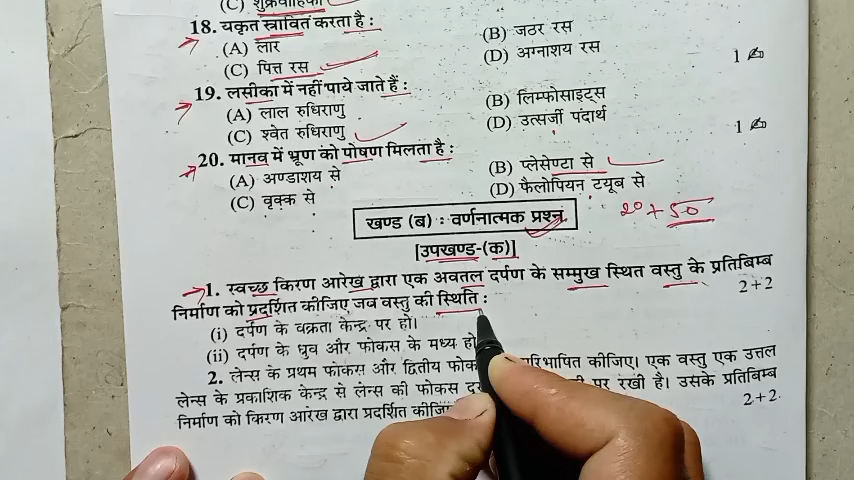 (C) शुक्रवाहिका
18. यकृत स्रावित करता है :
(A) लार
(B) जठर रस
(C) पित्त रस
(D) अग्नाशय रस
1
19. लसीका में नहीं पाये जाते हैं :
(A) लाल रुधिराणु
(B) लिम्फोसाइट्स
(C) श्वेत रुधिराणु
(D) उत्सर्जी पदार्थ
1
20. मानव में भ्रूण को पोषण मिलता है :
(A) अण्डाशय से
(B) प्लेसेण्टा से
(C) वृक्क से
(D) फैलोपियन ट्यूब से
20 + 50
खण्ड (ब) : वर्णनात्मक प्रश्न
[उपखण्ड-(क)]
1. स्वच्छ किरण आरेख द्वारा एक अवतल दर्पण के सम्मुख स्थित वस्तु के प्रतिबिम्ब
निर्माण को प्रदर्शित कीजिए जब वस्तु की स्थिति : 2+2
(i) दर्पण के वक्रता केन्द्र पर हो।
(ii) दर्पण के ध्रुव और फोकस के मध्य हो
2. लेन्स के प्रथम फोकस और द्वितीय फोक परिभाषित कीजिए। एक वस्तु एक उत्तल
लेन्स के प्रकाशिक केन्द्र से लेन्स की फोकस पर रखी है। उसके प्रतिबिम्ब
निर्माण को किरण आरेख द्वारा प्रदर्शित कीजिए 2+2